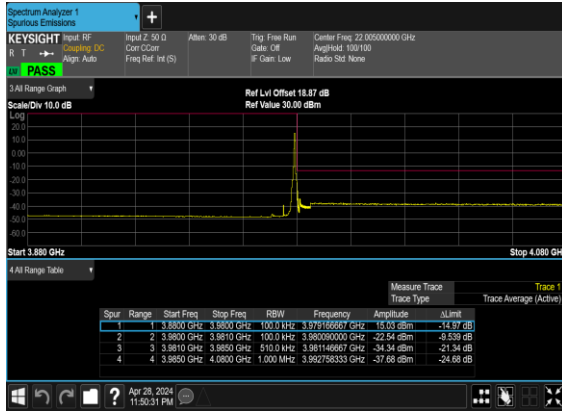 Spectrum Analyzer 1
Spurious Emissions
+
KEYSIGHT Input: RF Input Z: 50 Ω Atten: 30 dB Trig: Free Run Center Freq: 22.005000000 GHz
R T Coupling: DC Corr CCorr Gate: Off Avg|Hold: 100/100
Align: Auto Freq Ref: Int (S) IF Gain: Low Radio Std: None
PASS
3 All Range Graph
Ref Lvl Offset 18.87 dB
Scale/Div 10.0 dB Ref Value 30.00 dBm
Log
20.0
10.0
0.00
-10.0
-20.0
-30.0
-40.0
-50.0
-60.0
Start 3.880 GHz Stop 4.080 GH
4 All Range Table
Measure Trace Trace 1
Trace Type Trace Average (Active)
Spur Range Start Freq Stop Freq RBW Frequency Amplitude ΔLimit
1 1 3.8800 GHz 3.9800 GHz 100.0 kHz 3.979166667 GHz 15.03 dBm -14.97 dB
2 2 3.9800 GHz 3.9810 GHz 100.0 kHz 3.980090000 GHz -22.54 dBm -9.539 dB
3 3 3.9810 GHz 3.9850 GHz 510.0 kHz 3.981146667 GHz -34.34 dBm -21.34 dB
4 4 3.9850 GHz 4.0800 GHz 1.000 MHz 3.992758333 GHz -37.68 dBm -24.68 dB
?
Apr 28, 2024
11:50:31 PM